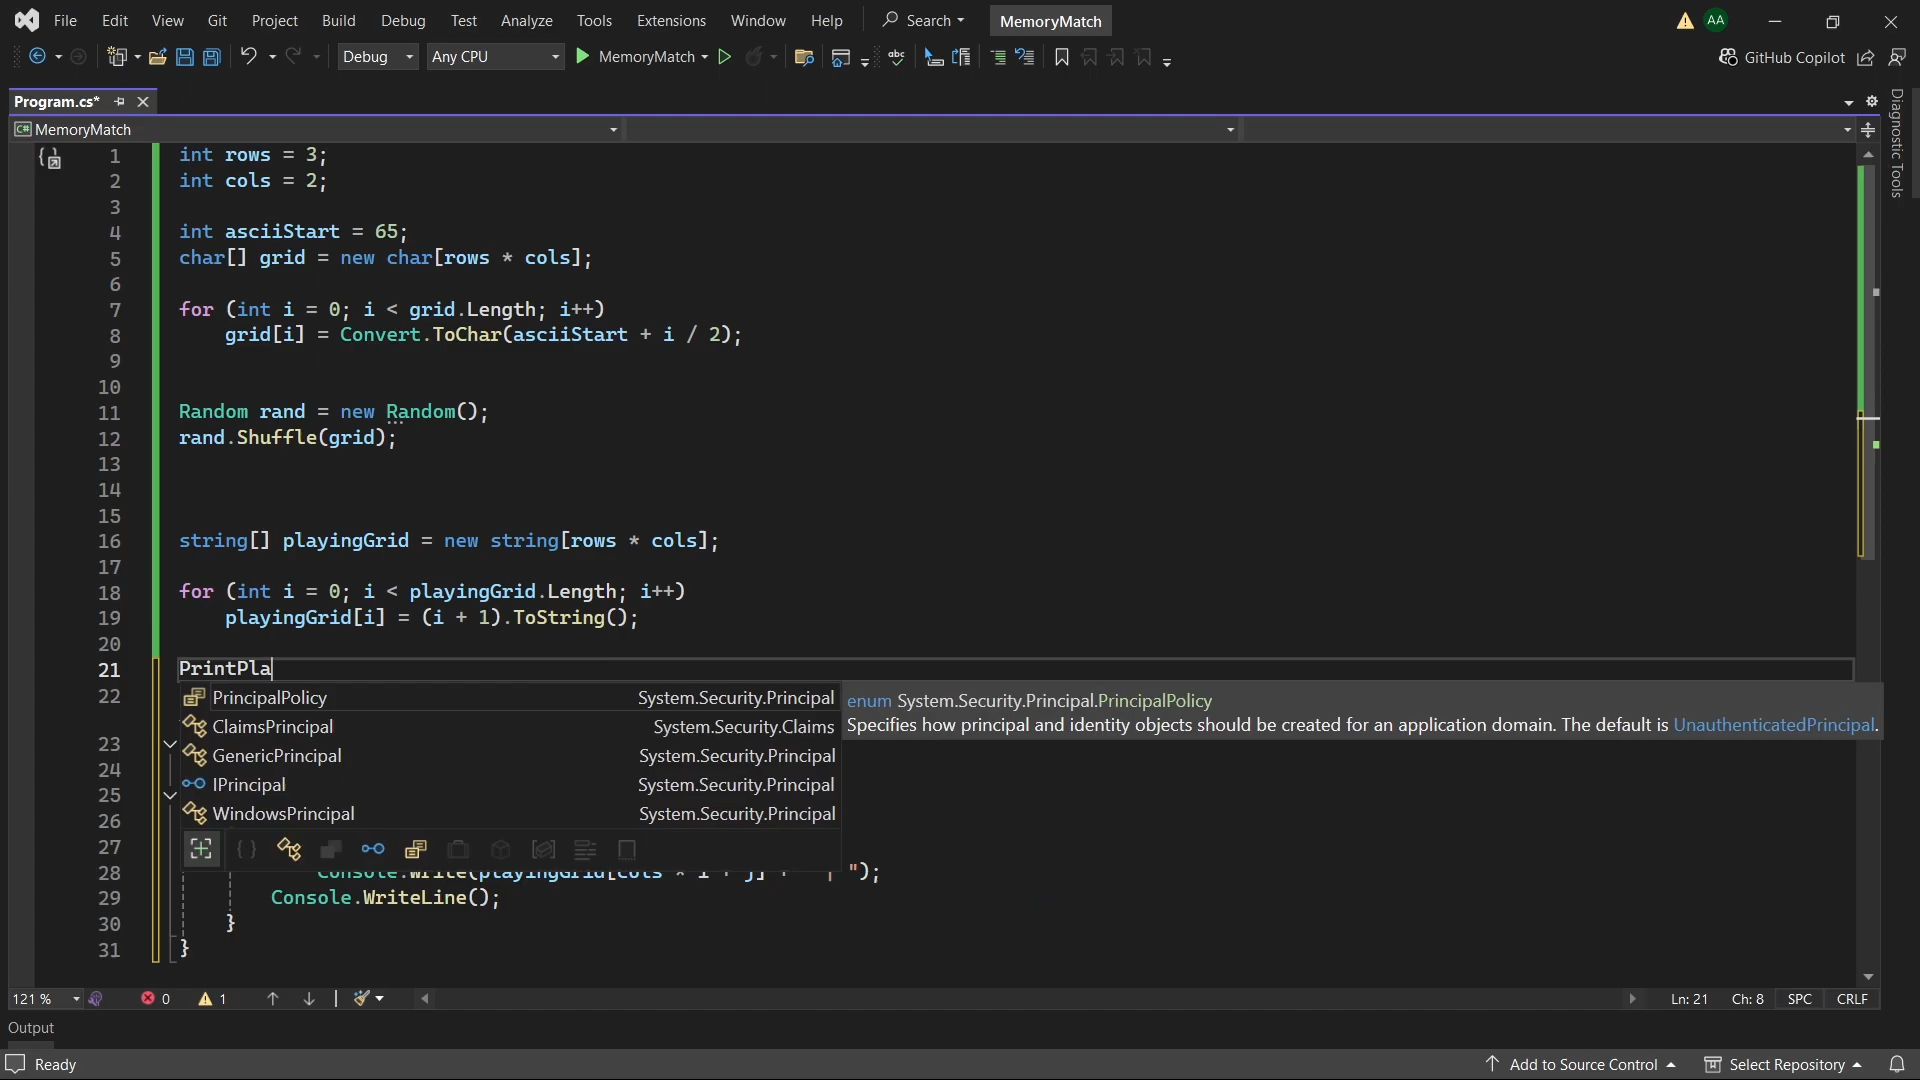 File Edit View Git Project Build Debug Test Analyze Tools Extensions Window Help Search MemoryMatch AA
Debug Any CPU MemoryMatch abc GitHub Copilot
Program.cs*
C# MemoryMatch
Diagnostic Tools
1 int rows = 3;
2 int cols = 2;
3
4 int asciiStart = 65;
5 char[] grid = new char[rows * cols];
6
7 for (int i = 0; i < grid.Length; i++)
8 grid[i] = Convert.ToChar(asciiStart + i / 2);
9
10
11 Random rand = new Random();
12 rand.Shuffle(grid);
13
14
15
16 string[] playingGrid = new string[rows * cols];
17
18 for (int i = 0; i < playingGrid.Length; i++)
19 playingGrid[i] = (i + 1).ToString();
20
21 PrintPla
22 PrincipalPolicy System.Security.Principal enum System.Security.Principal.PrincipalPolicy
ClaimsPrincipal System.Security.Claims Specifies how principal and identity objects should be created for an application domain. The default is UnauthenticatedPrincipal.
23 GenericPrincipal System.Security.Principal
24
25 IPrincipal System.Security.Principal
26 WindowsPrincipal System.Security.Principal
27
28 Console.Write(playingGrid[cols * i + j] + " | ");
29 Console.WriteLine();
30 }
31 }
121 % 0 1 Ln: 21 Ch: 8 SPC CRLF
Output
Ready Add to Source Control Select Repository